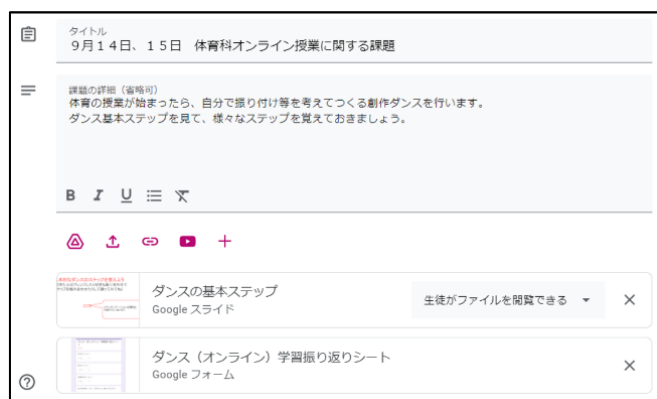 タイトル
9月14日、15日　体育科オンライン授業に関する課題
課題の詳細（省略可）
体育の授業が始まったら、自分で振り付け等を考えてつくる創作ダンスを行います。
ダンス基本ステップを見て、様々なステップを覚えておきましょう。
B I U
ダンスの基本ステップ
Google スライド
生徒がファイルを閲覧できる
ダンス（オンライン）学習振り返りシート
Google フォーム